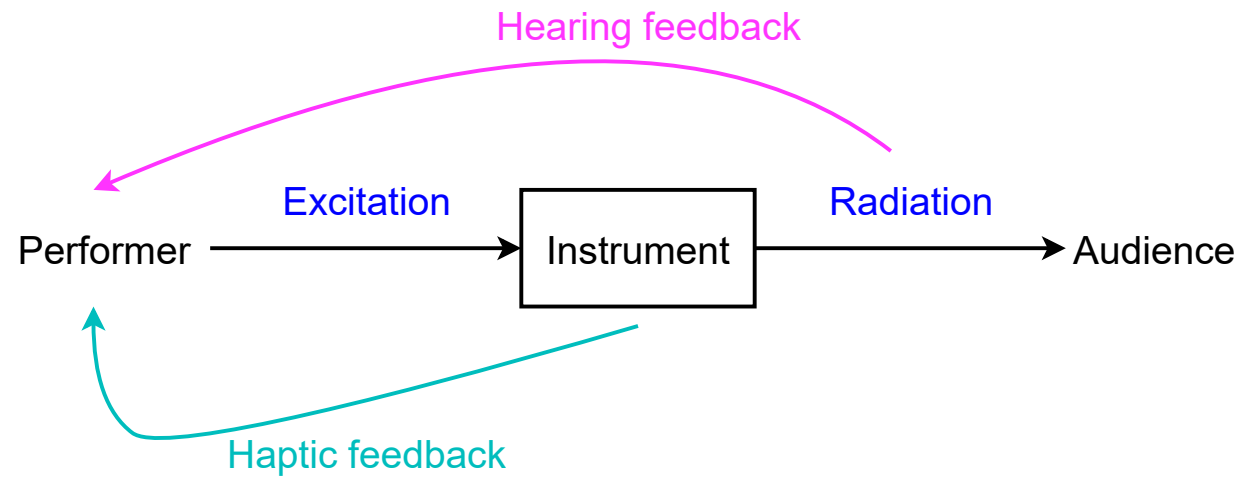 Hearing feedback
Excitation
Radiation
Performer
Instrument
Audience
Haptic feedback